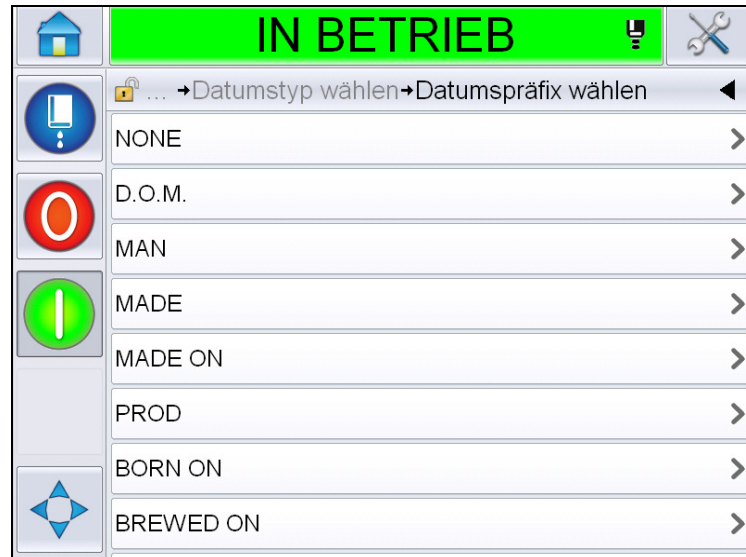 IN BETRIEB
... →Datumstyp wählen→Datumspräfix wählen
NONE
D.O.M.
MAN
MADE
MADE ON
PROD
BORN ON
BREWED ON